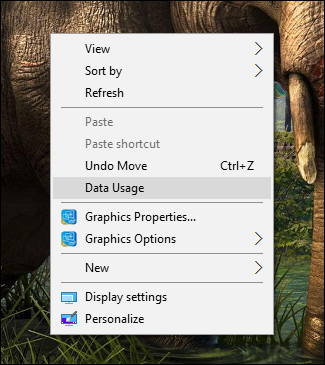 View
Sort by
Refresh
Paste
Paste shortcut
Undo Move Ctrl+Z
Data Usage
Graphics Properties...
Graphics Options
New
Display settings
Personalize